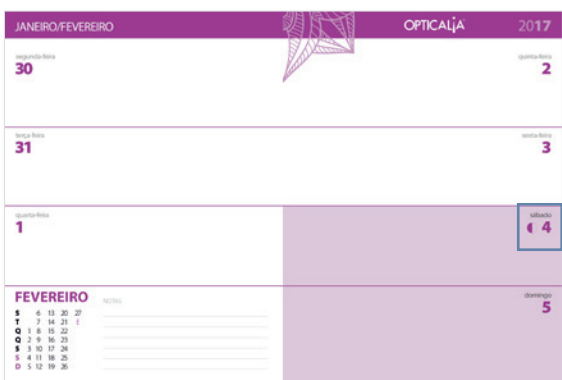 JANEIRO/FEVEREIRO
OPTICALiA
2017
segunda-feira
30
quinta-feira
2
terça-feira
31
sexta-feira
3
quarta-feira
1
sábado
4
FEVEREIRO
NOTAS
S 6 13 20 27
T 7 14 21
Q 1 8 15 22
Q 2 9 16 23
S 3 10 17 24
S 4 11 18 25
D 5 12 19 26
domingo
5